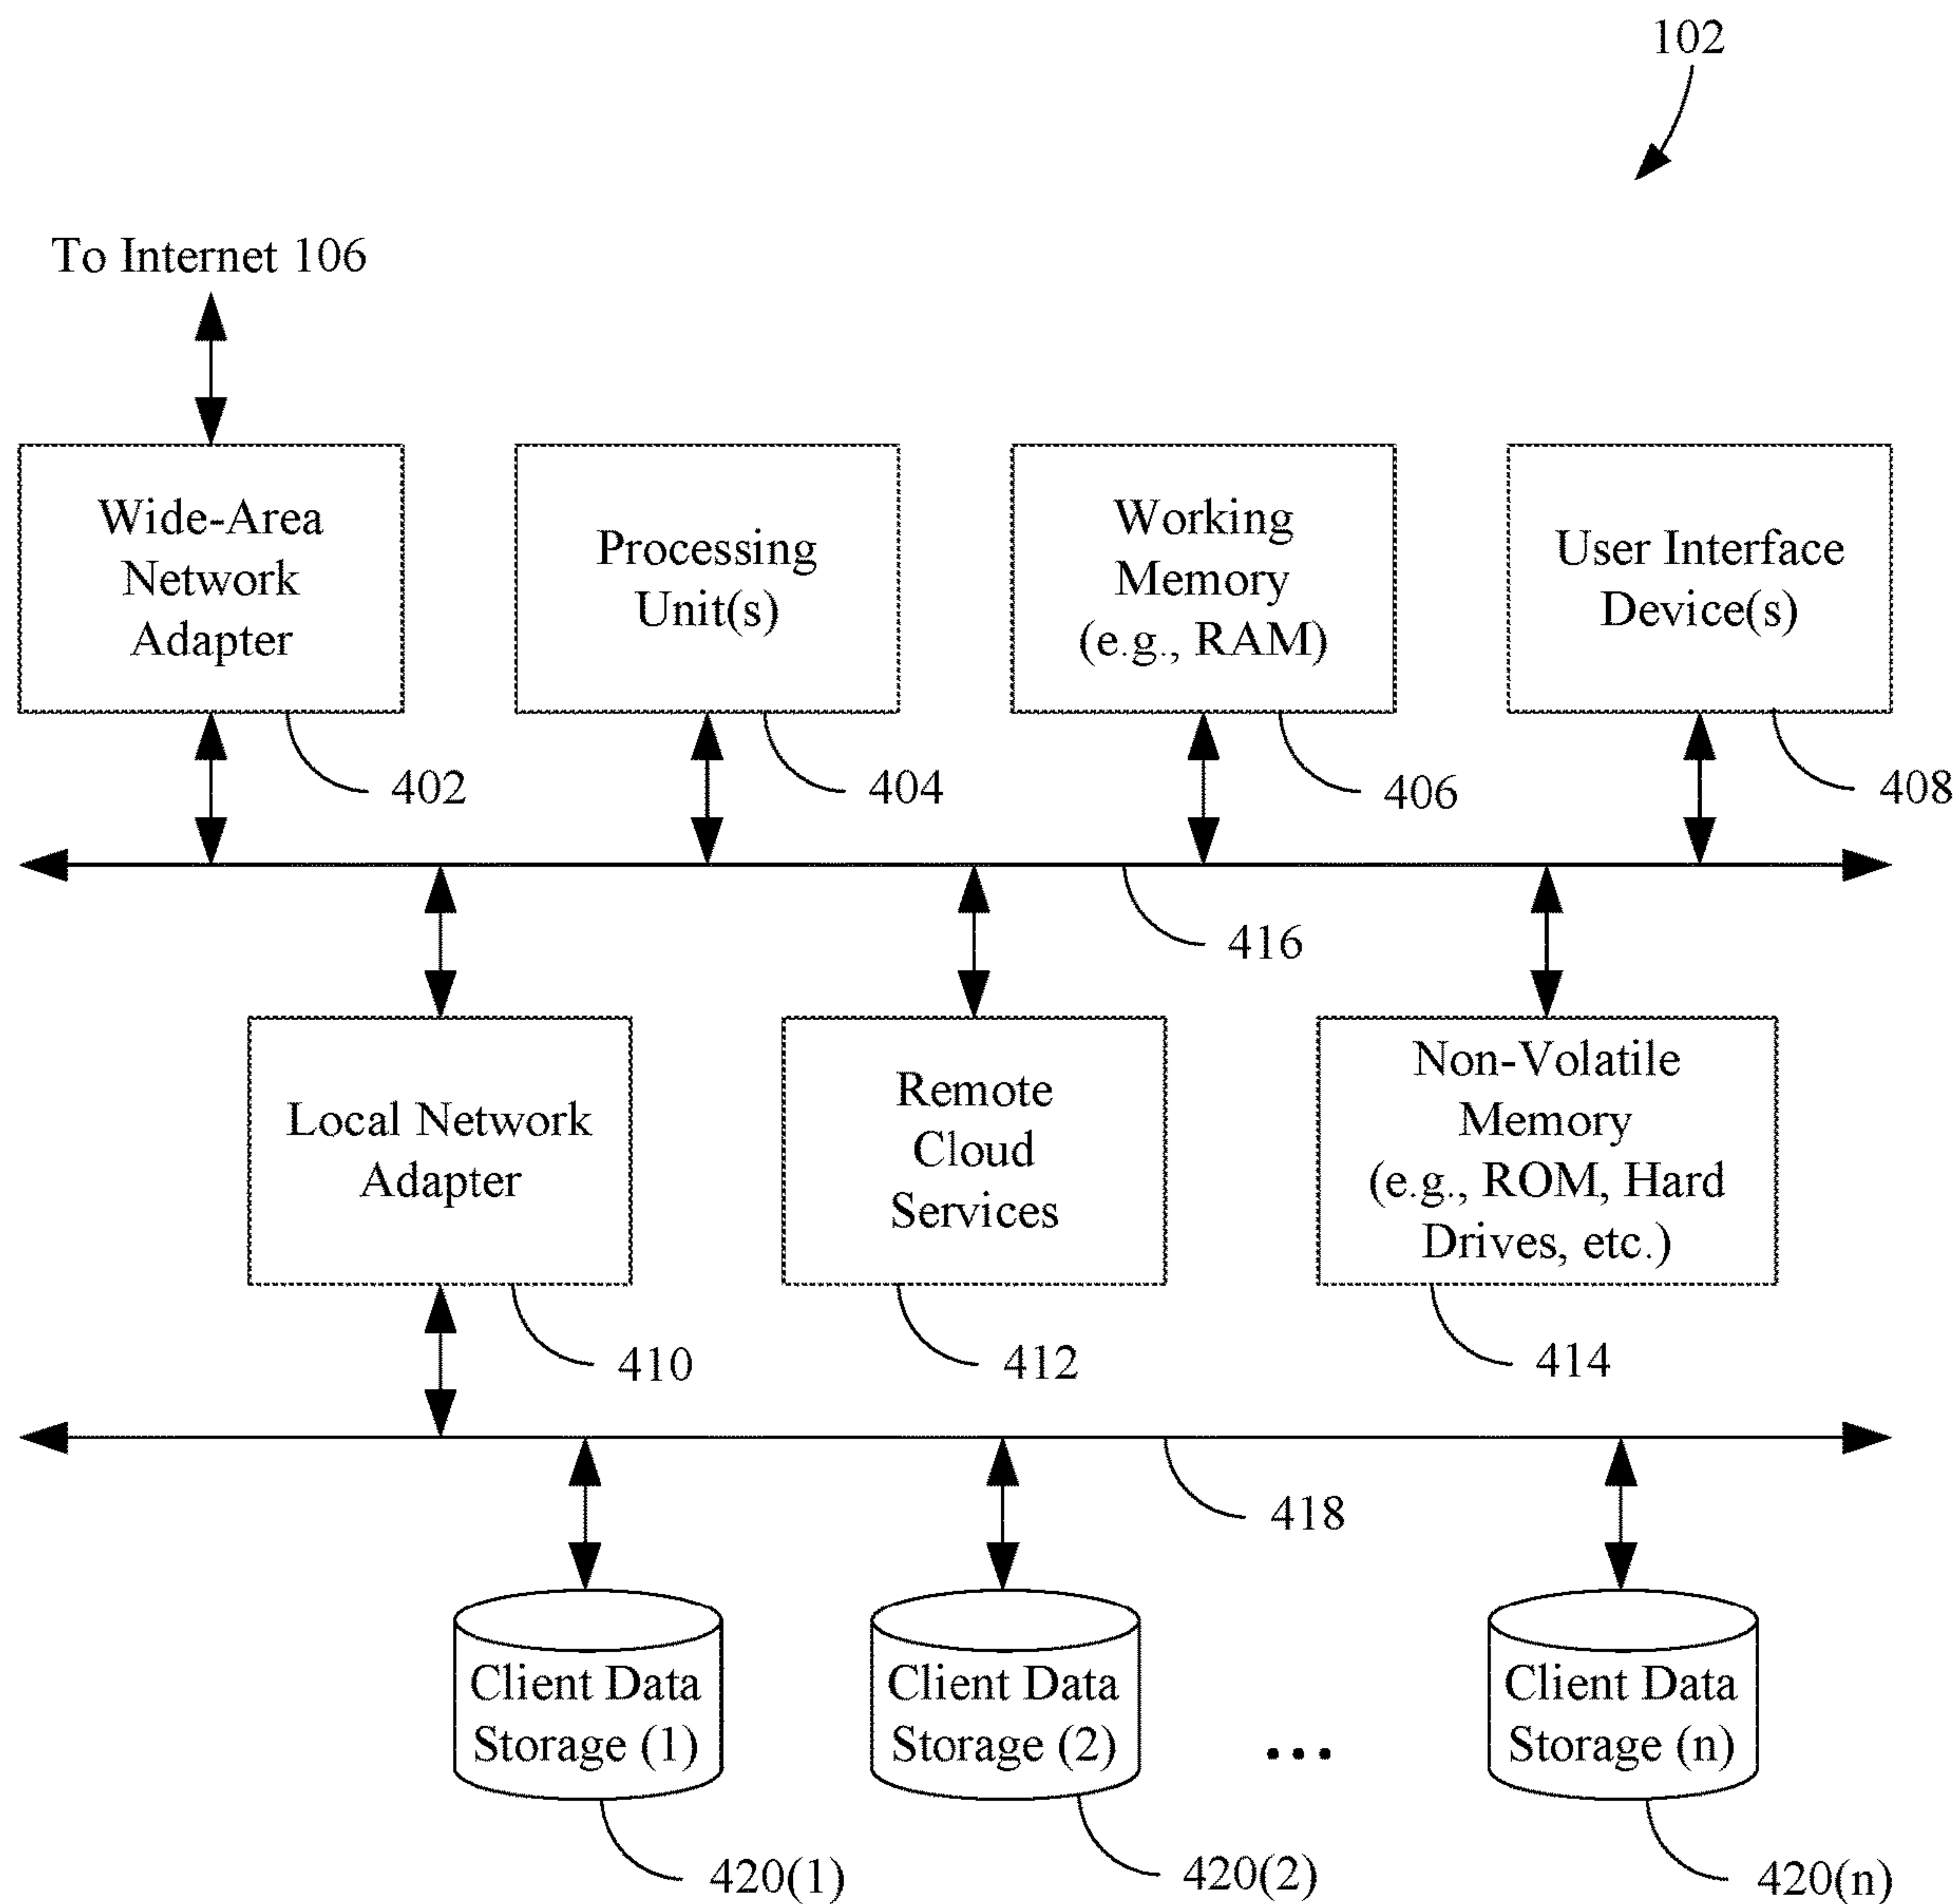 102
To Internet 106
Wide-Area
Network
Adapter
Processing
Unit(s)
Working
Memory
(e.g., RAM)
User Interface
Device(s)
402
404
406
408
416
Local Network
Adapter
Remote
Cloud
Services
Non-Volatile
Memory
(e.g., ROM, Hard
Drives, etc.)
410
412
414
418
Client Data
Storage (1)
Client Data
Storage (2)
...
Client Data
Storage (n)
420(1)
420(2)
420(n)